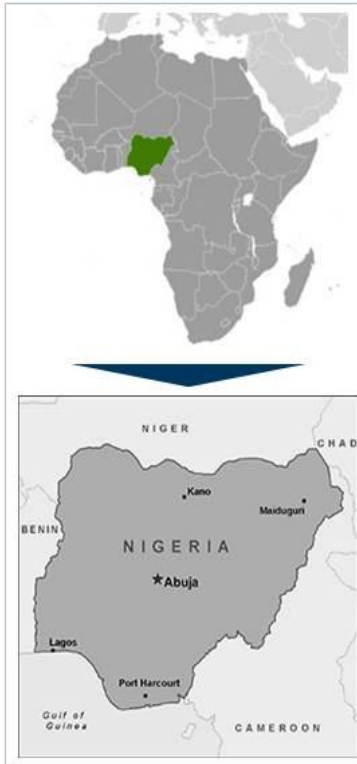 NIGER
CHAD
Kano
Maiduguri
BENIN
NIGERIA
Abuja
Lagos
Port Harcourt
Gulf of
Guinea
CAMEROON